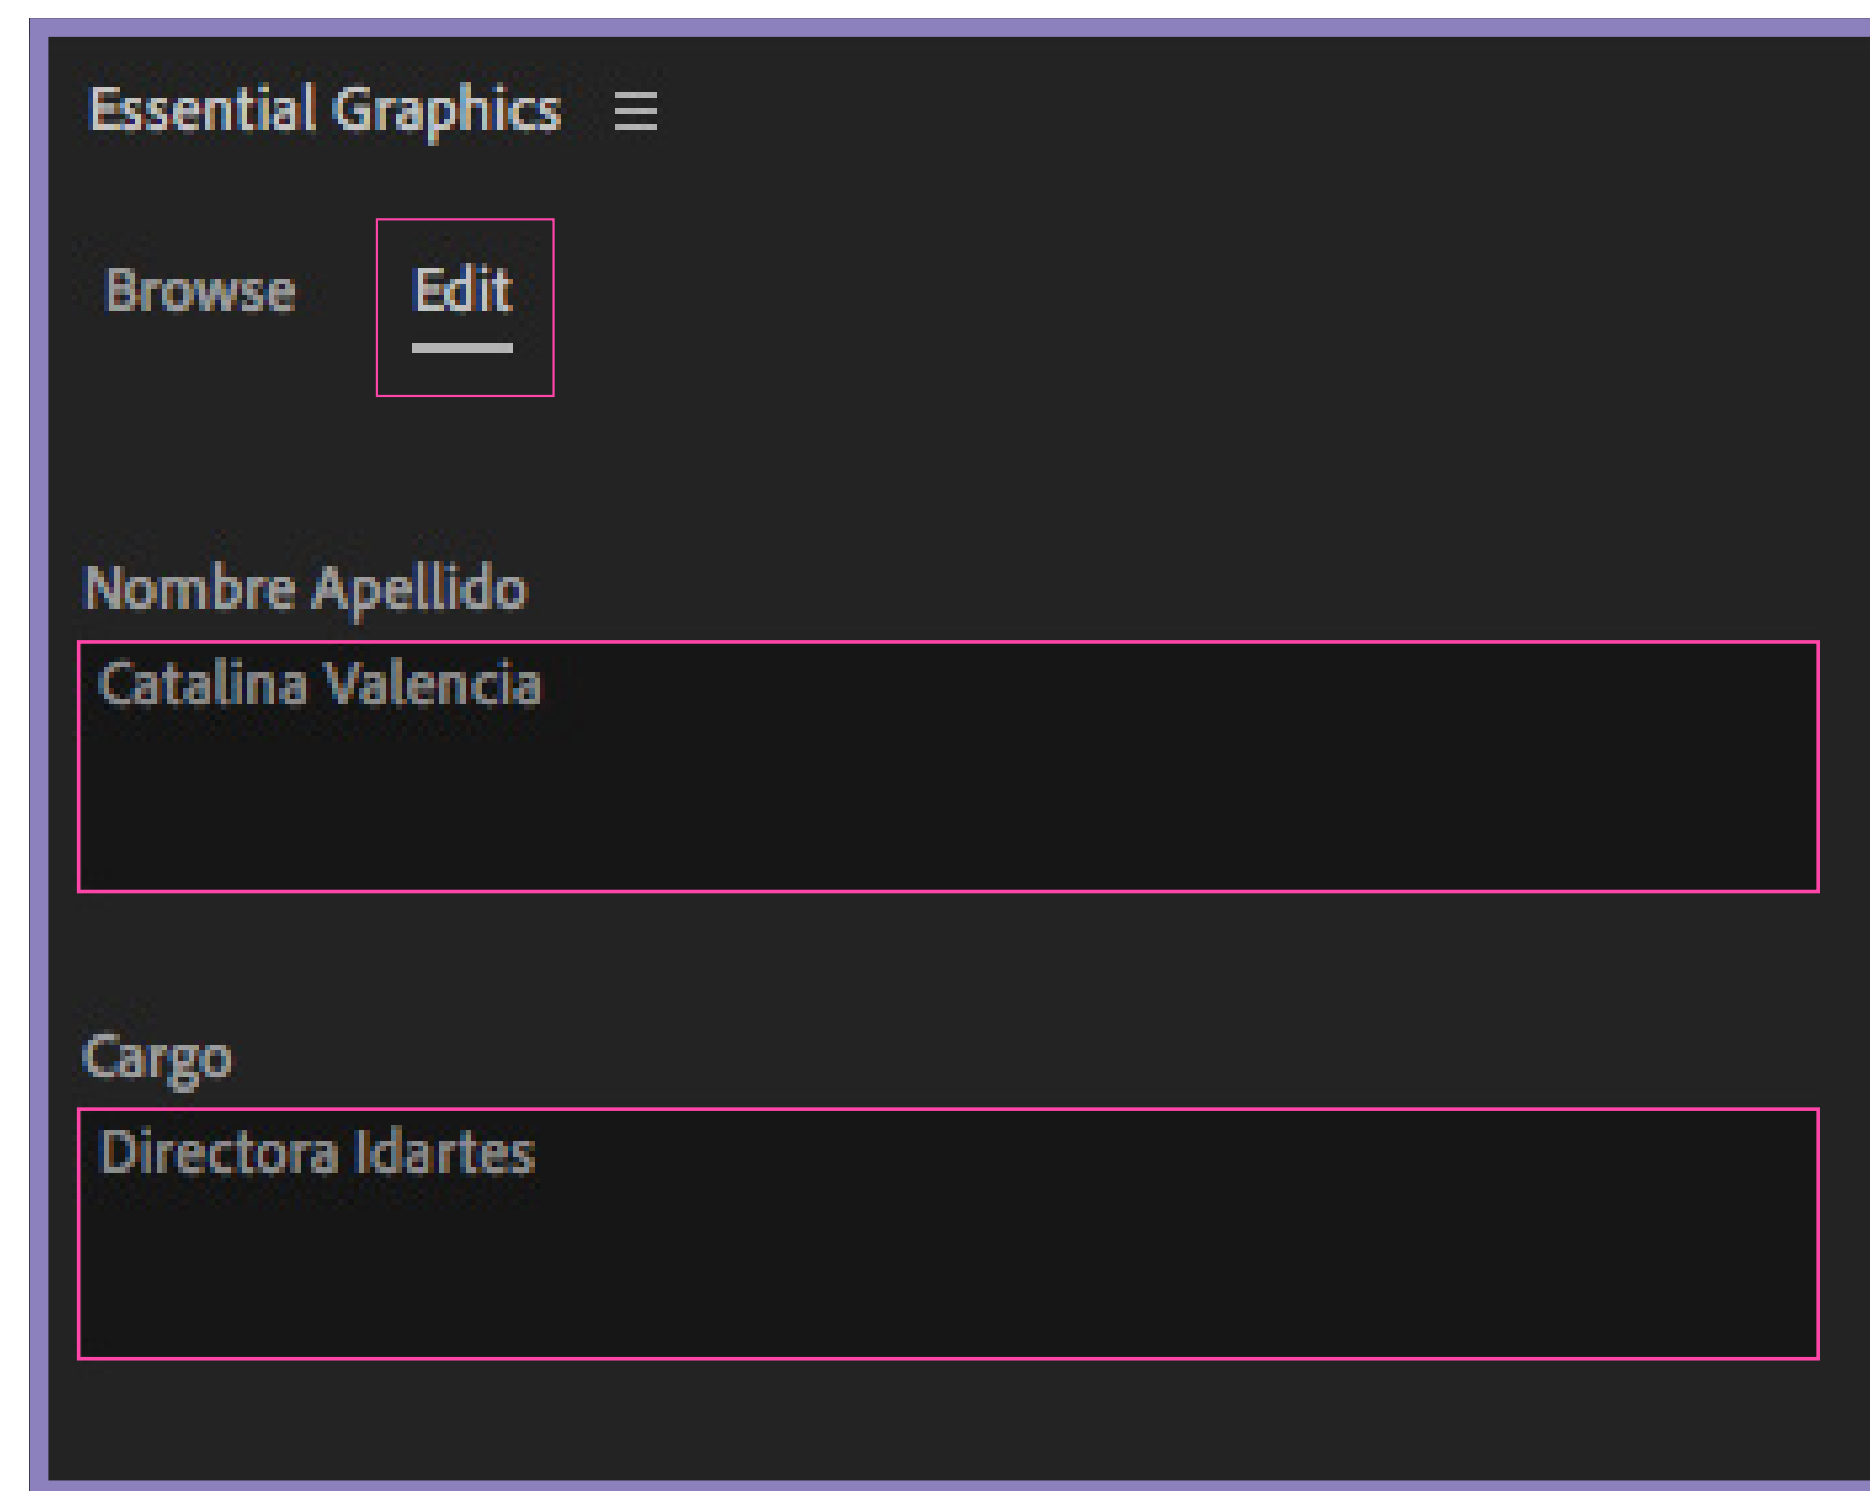 Essential Graphics
Browse Edit
Nombre Apellido
Catalina Valencia
Cargo
Directora Idartes